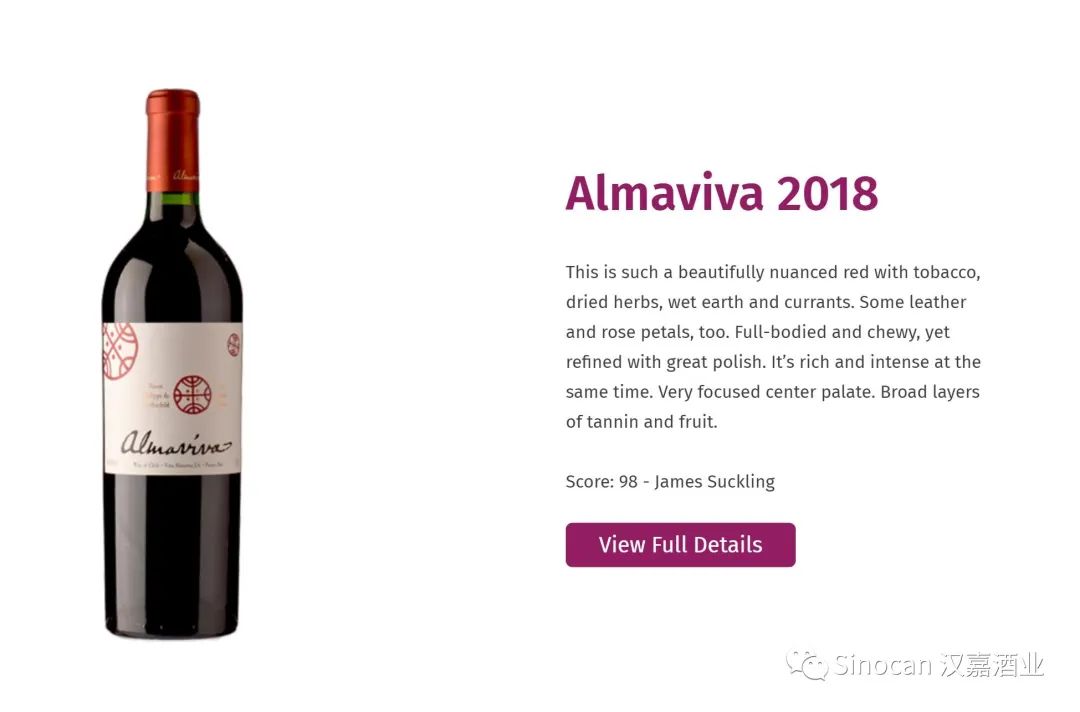 Almaviva 2018
This is such a beautifully nuanced red with tobacco,
dried herbs, wet earth and currants. Some leather
and rose petals, too. Full-bodied and chewy, yet
refined with great polish. It’s rich and intense at the
same time. Very focused center palate. Broad layers
of tannin and fruit.
Score: 98 - James Suckling
View Full Details
Almaviva
Sinocan 汉嘉酒业